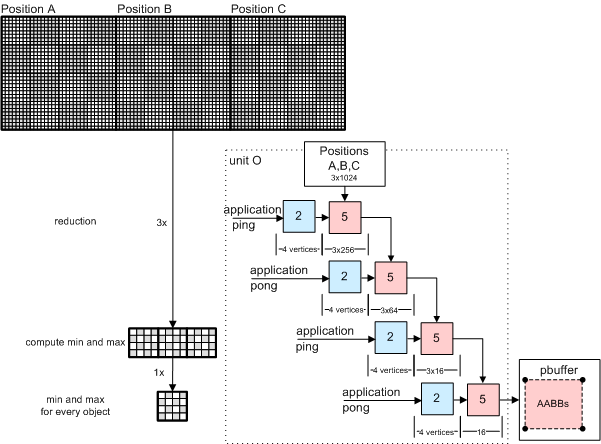 Position A
Position B
Position C
unit O
Positions
A,B,C
3x1024
application
ping
2
5
4 vertices
3x256
reduction
3x
application
pong
2
5
4 vertices
3x64
application
ping
2
5
4 vertices
3x16
compute min and max
1x
application
pong
2
5
4 vertices
16
pbuffer
AABBs
min and max
for every object